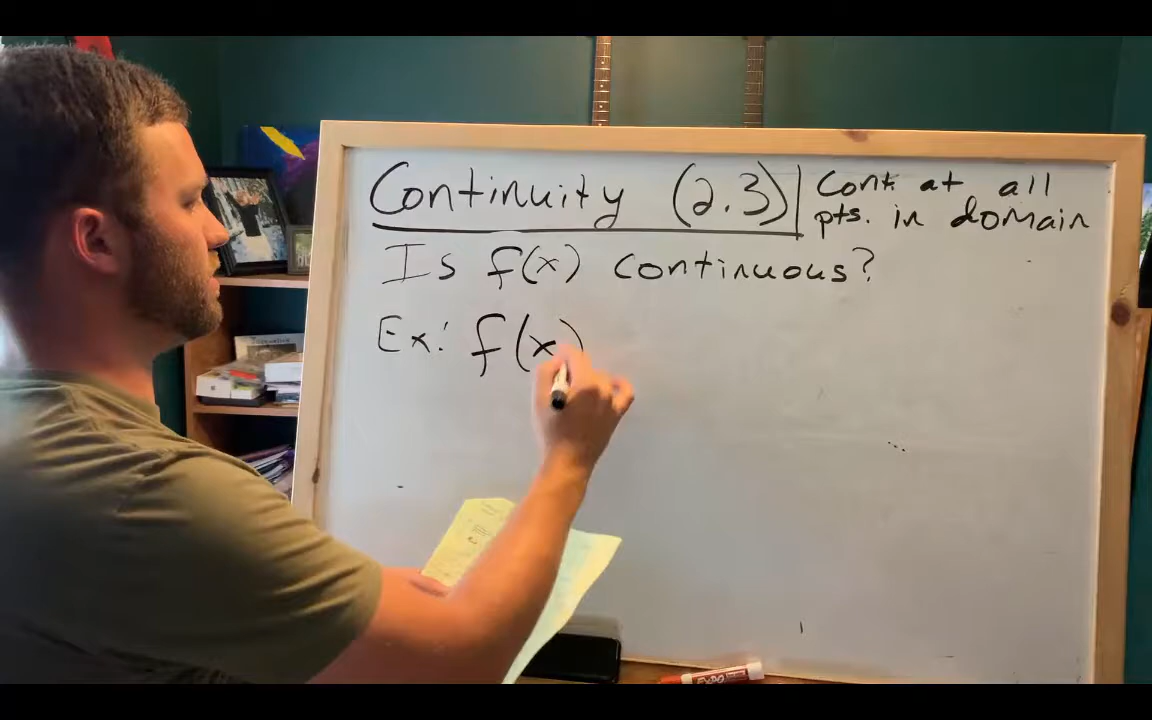 Continuity (2.3)
Cont. at all
pts. in domain
Is f(x) continuous?
Ex: f(x)